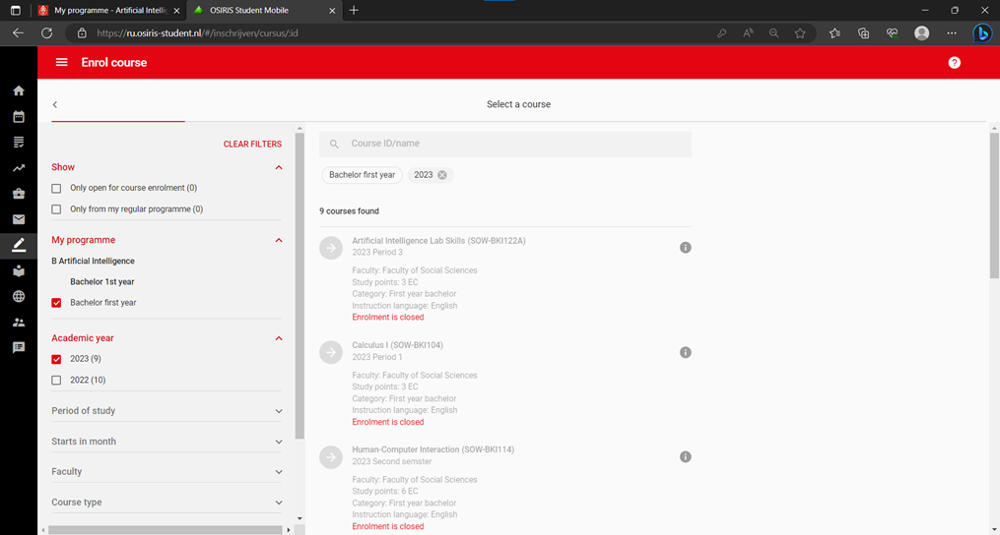 My programme - Artificial Intellig
OSIRIS Student Mobile
https://ru.osiris-student.nl/#/inschrijven/cursus/:id
Enrol course
Select a course
CLEAR FILTERS
Show
Only open for course enrolment (0)
Only from my regular programme (0)
My programme
B Artificial Intelligence
Bachelor 1st year
Bachelor first year
Academic year
2023 (9)
2022 (10)
Period of study
Starts in month
Faculty
Course type
Course ID/name
Bachelor first year
2023
9 courses found
Artificial Intelligence Lab Skills (SOW-BKI122A)
2023 Period 3
Faculty: Faculty of Social Sciences
Study points: 3 EC
Category: First year bachelor
Instruction language: English
Enrolment is closed
Calculus I (SOW-BKI104)
2023 Period 1
Faculty: Faculty of Social Sciences
Study points: 3 EC
Category: First year bachelor
Instruction language: English
Enrolment is closed
Human-Computer Interaction (SOW-BKI114)
2023 Second semster
Faculty: Faculty of Social Sciences
Study points: 6 EC
Category: First year bachelor
Instruction language: English
Enrolment is closed